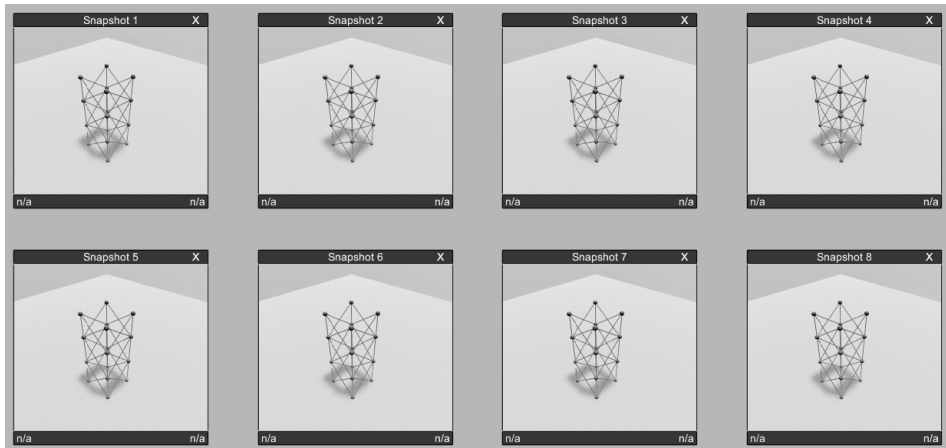 Snapshot 1 X
Snapshot 2 X
Snapshot 3 X
Snapshot 4 X
n/a n/a
n/a n/a
n/a n/a
n/a n/a
Snapshot 5 X
Snapshot 6 X
Snapshot 7 X
Snapshot 8 X
n/a n/a
n/a n/a
n/a n/a
n/a n/a